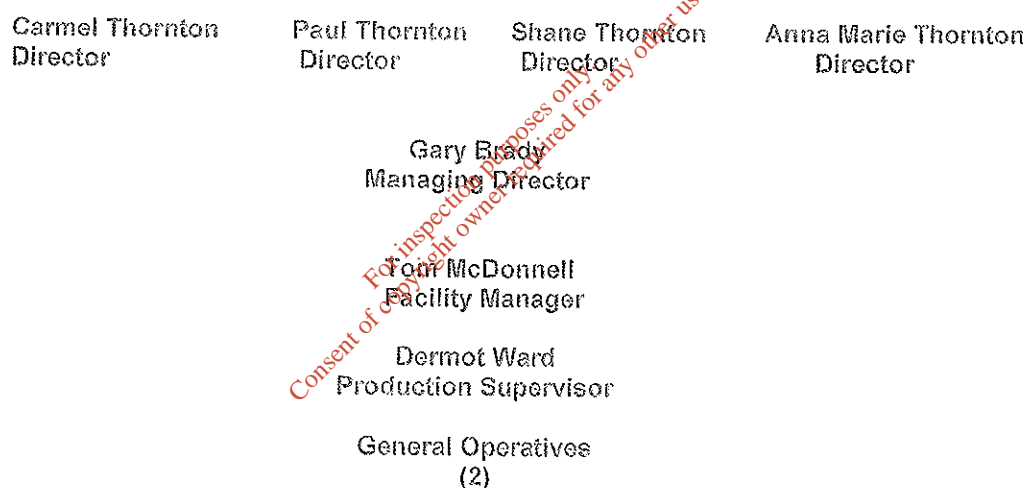 Carmel Thornton
Director
Paul Thornton
Director
Shane Thornton
Director
Anna Marie Thornton
Director
Gary Brady
Managing Director
Tom McDonnell
Facility Manager
Dermot Ward
Production Supervisor
General Operatives
(2)
For inspection purposes only
Consent of copyright owner required for any other us